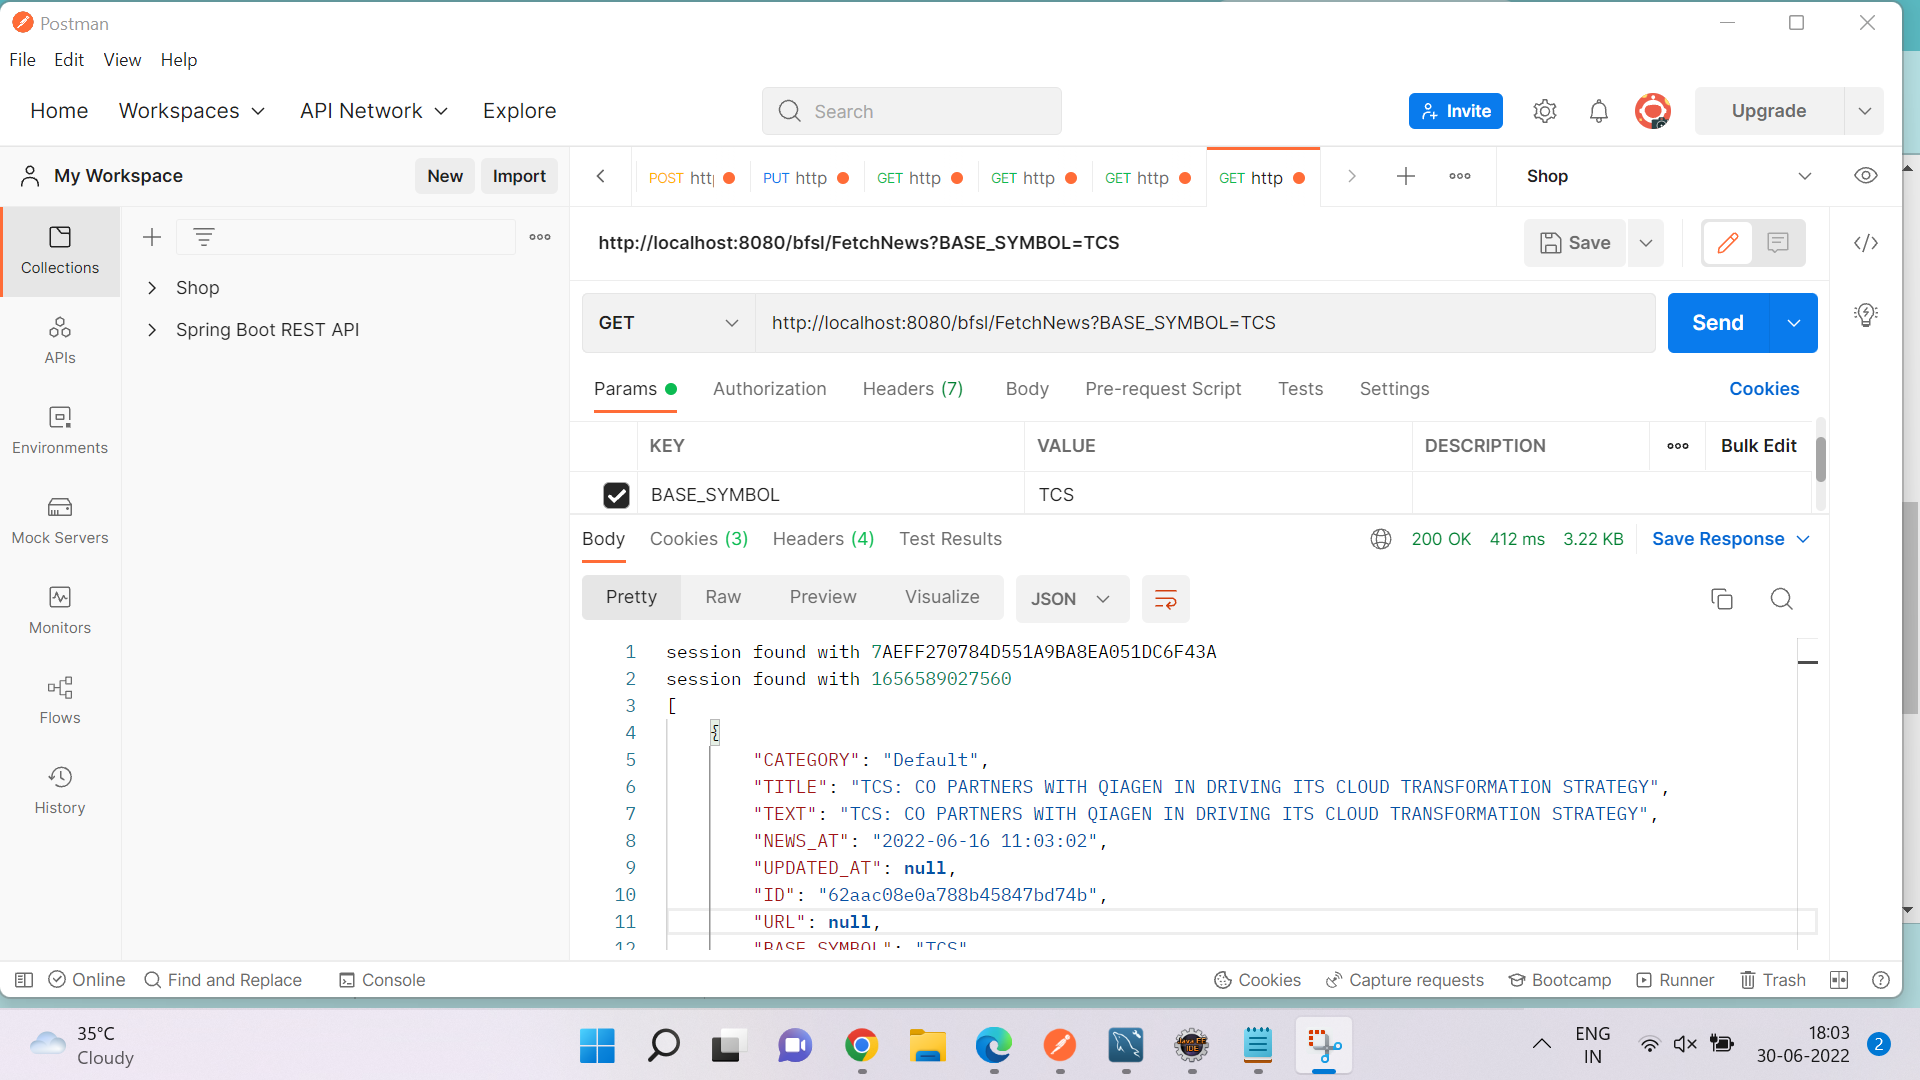 Postman
File Edit View Help
Home Workspaces API Network Explore
Search
Invite
Upgrade
My Workspace
New Import
POST htt
PUT http
GET http
GET http
GET http
GET http
Shop
Collections
APIs
Environments
Mock Servers
Monitors
Flows
History
Shop
Spring Boot REST API
http://localhost:8080/bfsl/FetchNews?BASE_SYMBOL=TCS
Save
GET
http://localhost:8080/bfsl/FetchNews?BASE_SYMBOL=TCS
Send
Params Authorization Headers (7) Body Pre-request Script Tests Settings Cookies
KEY VALUE DESCRIPTION Bulk Edit
BASE_SYMBOL TCS
Body Cookies (3) Headers (4) Test Results 200 OK 412 ms 3.22 KB Save Response
Pretty Raw Preview Visualize JSON
1 session found with 7AEFF270784D551A9BA8EA051DC6F43A
2 session found with 1656589027560
3 [
4 {
5 "CATEGORY": "Default",
6 "TITLE": "TCS: CO PARTNERS WITH QIAGEN IN DRIVING ITS CLOUD TRANSFORMATION STRATEGY",
7 "TEXT": "TCS: CO PARTNERS WITH QIAGEN IN DRIVING ITS CLOUD TRANSFORMATION STRATEGY",
8 "NEWS_AT": "2022-06-16 11:03:02",
9 "UPDATED_AT": null,
10 "ID": "62aac08e0a788b45847bd74b",
11 "URL": null,
12 "BASE_SYMBOL": "TCS"
Online Find and Replace Console Cookies Capture requests Bootcamp Runner Trash
35°C
Cloudy
Java EE
IDE
ENG
IN
18:03
30-06-2022
2